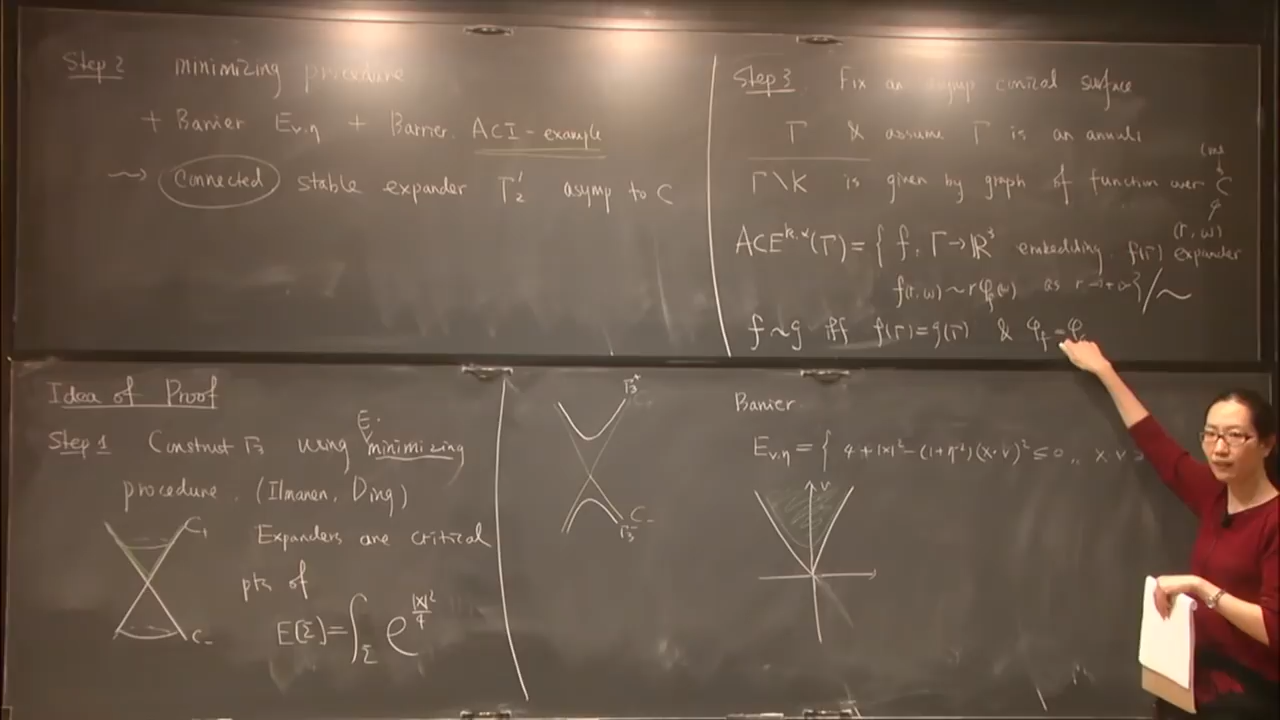 Step 2 minimizing procedure
+ Barrier E_{v,η} + Barrier. ACI-example
⇝ Connected stable expander Γ'_2 asymp to C
Step 3. Fix an asymp conical surface
Γ & assume Γ is an annuli
Γ\K is given by graph of function over C
(r, ω)
ACE^{k,α}(Γ) = { f: Γ→ℝ^3 embedding, f(Γ) expander
f(r,ω) ~ rφ_f(ω) as r→+∞ }/~
f~g iff f(Γ)=g(Γ) & φ_f = φ_g
Idea of Proof
Step 1 Construct Γ_3 using E. minimizing
procedure. (Ilmanen, Ding)
C_+
C_-
Expanders are critical
pts of
E[Σ] = ∫_Σ e^{|x|^2/4}
Γ_3^+
C_-
Γ_3^-
Barrier
E_{v,η} = { 4+|x|^2-(1+η^{-2})(x·v)^2 ≤ 0, x·v ≥
v